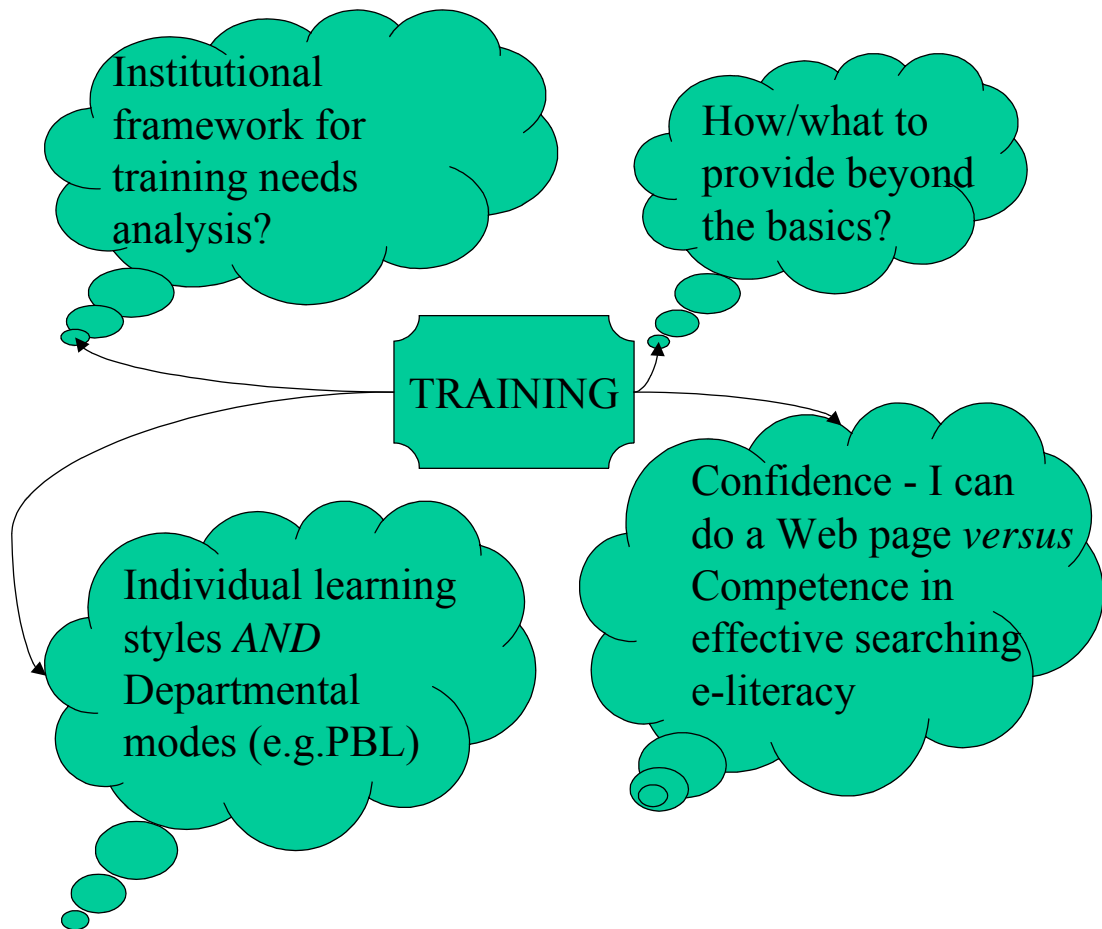 Institutional
framework for
training needs
analysis?
How/what to
provide beyond
the basics?
TRAINING
Confidence - I can
do a Web page versus
Competence in
effective searching
e-literacy
Individual learning
styles AND
Departmental
modes (e.g.PBL)